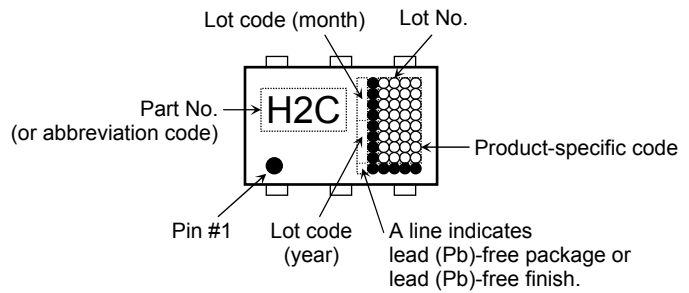 Lot code (month)
Lot No.
Part No.
(or abbreviation code)
H2C
Product-specific code
Pin #1
Lot code
(year)
A line indicates
lead (Pb)-free package or
lead (Pb)-free finish.